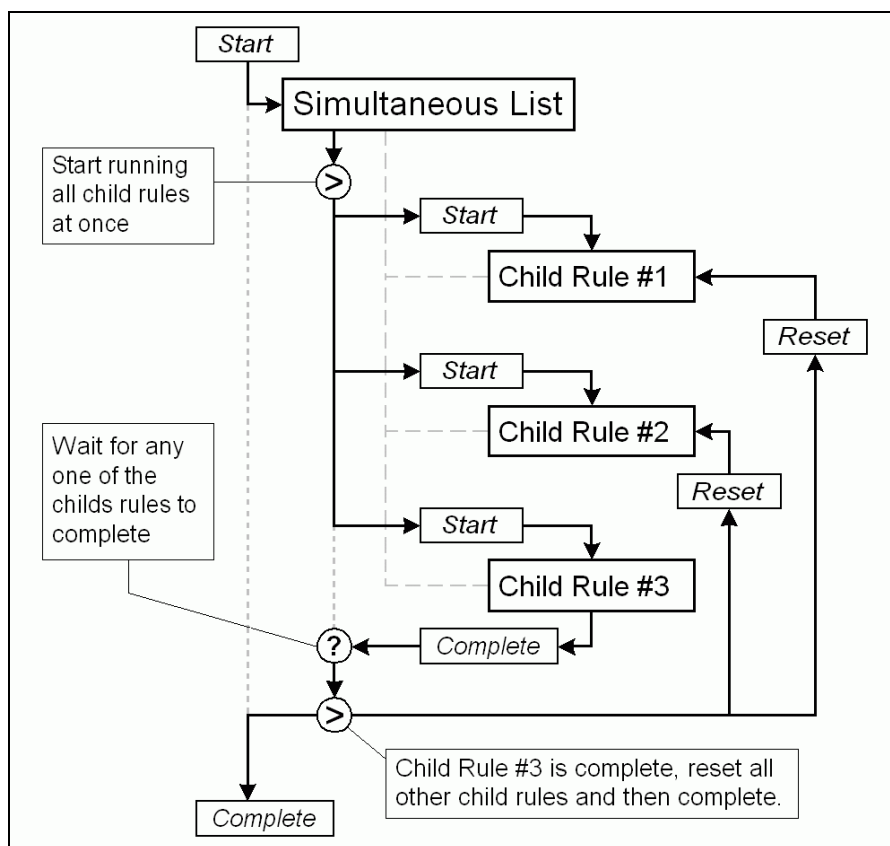 Start
Simultaneous List
Start running
all child rules
at once
>
Start
Child Rule #1
Reset
Start
Child Rule #2
Wait for any
one of the
childs rules to
complete
Reset
Start
Child Rule #3
?
Complete
>
Child Rule #3 is complete, reset all
other child rules and then complete.
Complete